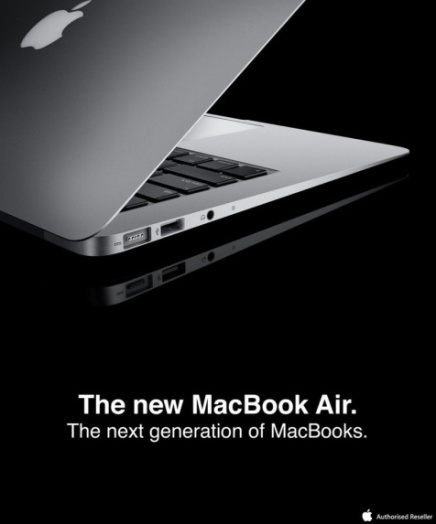 The new MacBook Air.
The next generation of MacBooks.
Authorised Reseller